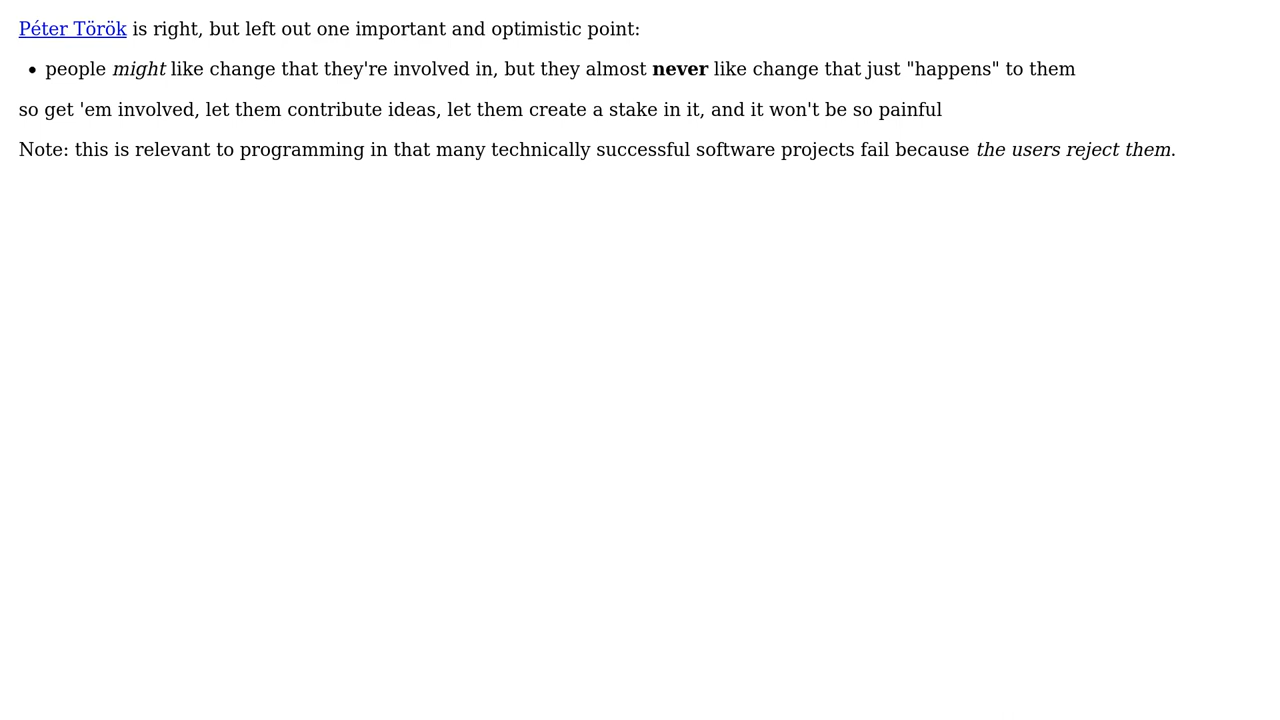 Péter Török is right, but left out one important and optimistic point:
• people might like change that they're involved in, but they almost never like change that just "happens" to them
so get 'em involved, let them contribute ideas, let them create a stake in it, and it won't be so painful
Note: this is relevant to programming in that many technically successful software projects fail because the users reject them.